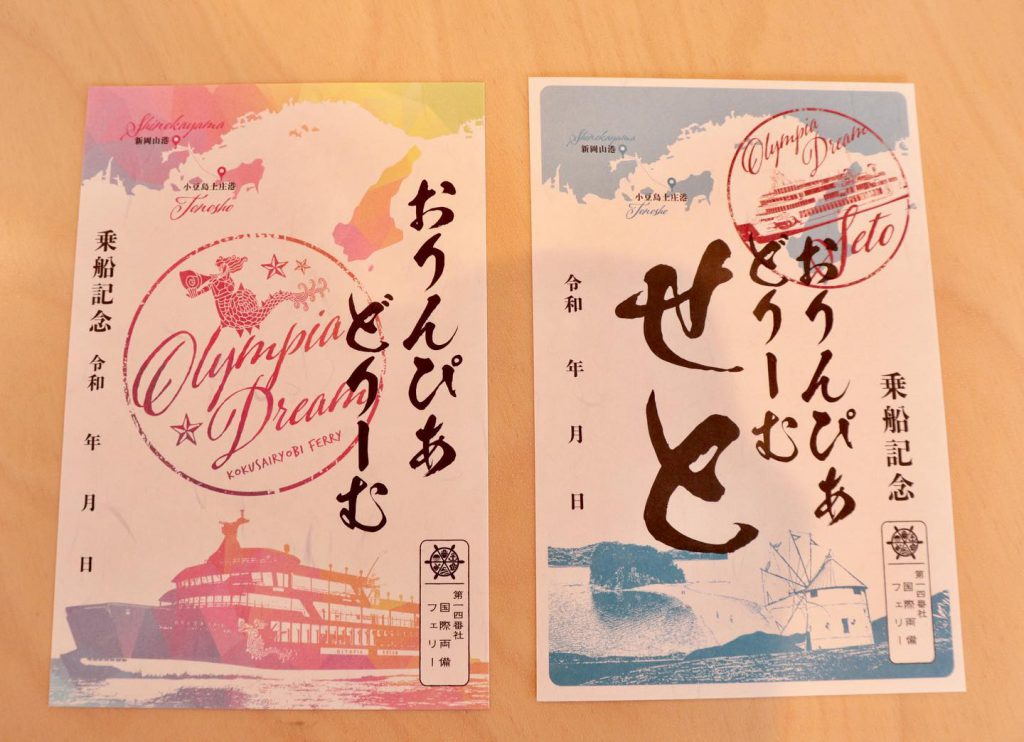 Shinokayama
新岡山港
小豆島土庄港
Tonosho
おりんぴあ
どりーむ
Olympia
Dream
KOKUSAIRYOBI FERRY
乗船記念
令和 年 月 日
OLYMPIA DREAM
第一四番社
国際両備
フェリー
Shinokayama
新岡山港
小豆島土庄港
Tonosho
Olympia
Dream
Seto
乗船記念
おりんぴあ
どりーむ
せと
令和 年 月 日
第一四番社
国際両備
フェリー